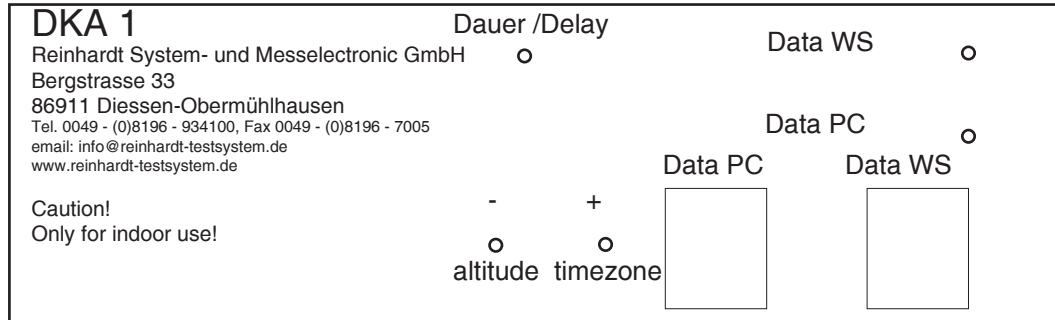 DKA 1
Reinhardt System- und Messelectronic GmbH
Bergstrasse 33
86911 Diessen-Obermühlhausen
Tel. 0049 - (0)8196 - 934100, Fax 0049 - (0)8196 - 7005
email: info@reinhardt-testsystem.de
www.reinhardt-testsystem.de
Caution!
Only for indoor use!
Dauer /Delay
Data WS
Data PC
Data PC
Data WS
- +
altitude timezone